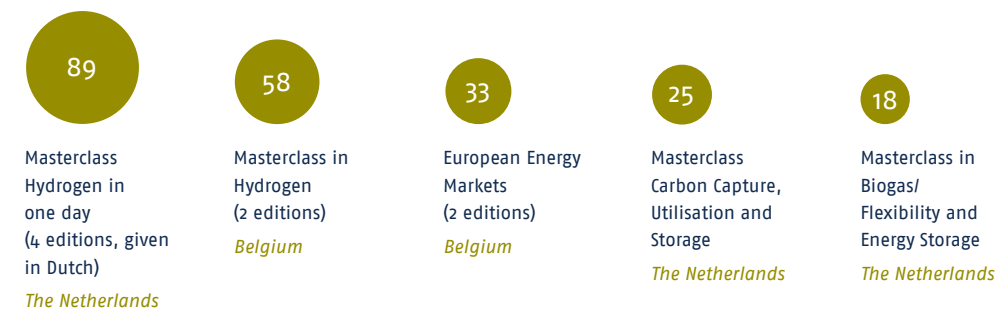 89
Masterclass
Hydrogen in
one day
(4 editions, given
in Dutch)
The Netherlands
58
Masterclass in
Hydrogen
(2 editions)
Belgium
33
European Energy
Markets
(2 editions)
Belgium
25
Masterclass
Carbon Capture,
Utilisation and
Storage
The Netherlands
18
Masterclass in
Biogas/
Flexibility and
Energy Storage
The Netherlands